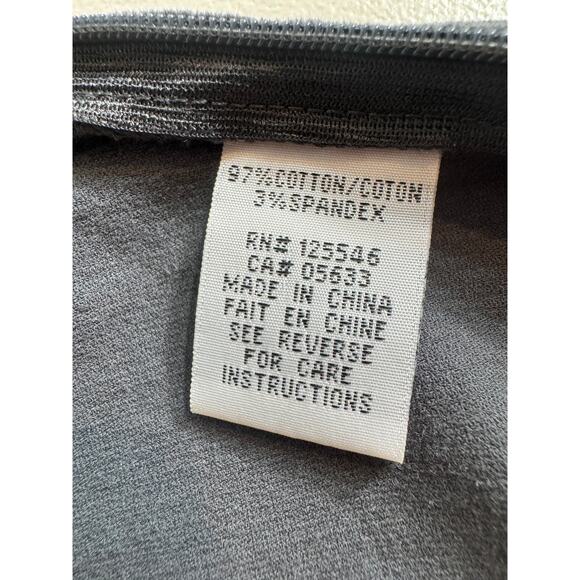 97%COTTON/COTON
3%SPANDEX
RN# 125546
CA# 05633
MADE IN CHINA
FAIT EN CHINE
SEE REVERSE
FOR CARE
INSTRUCTIONS